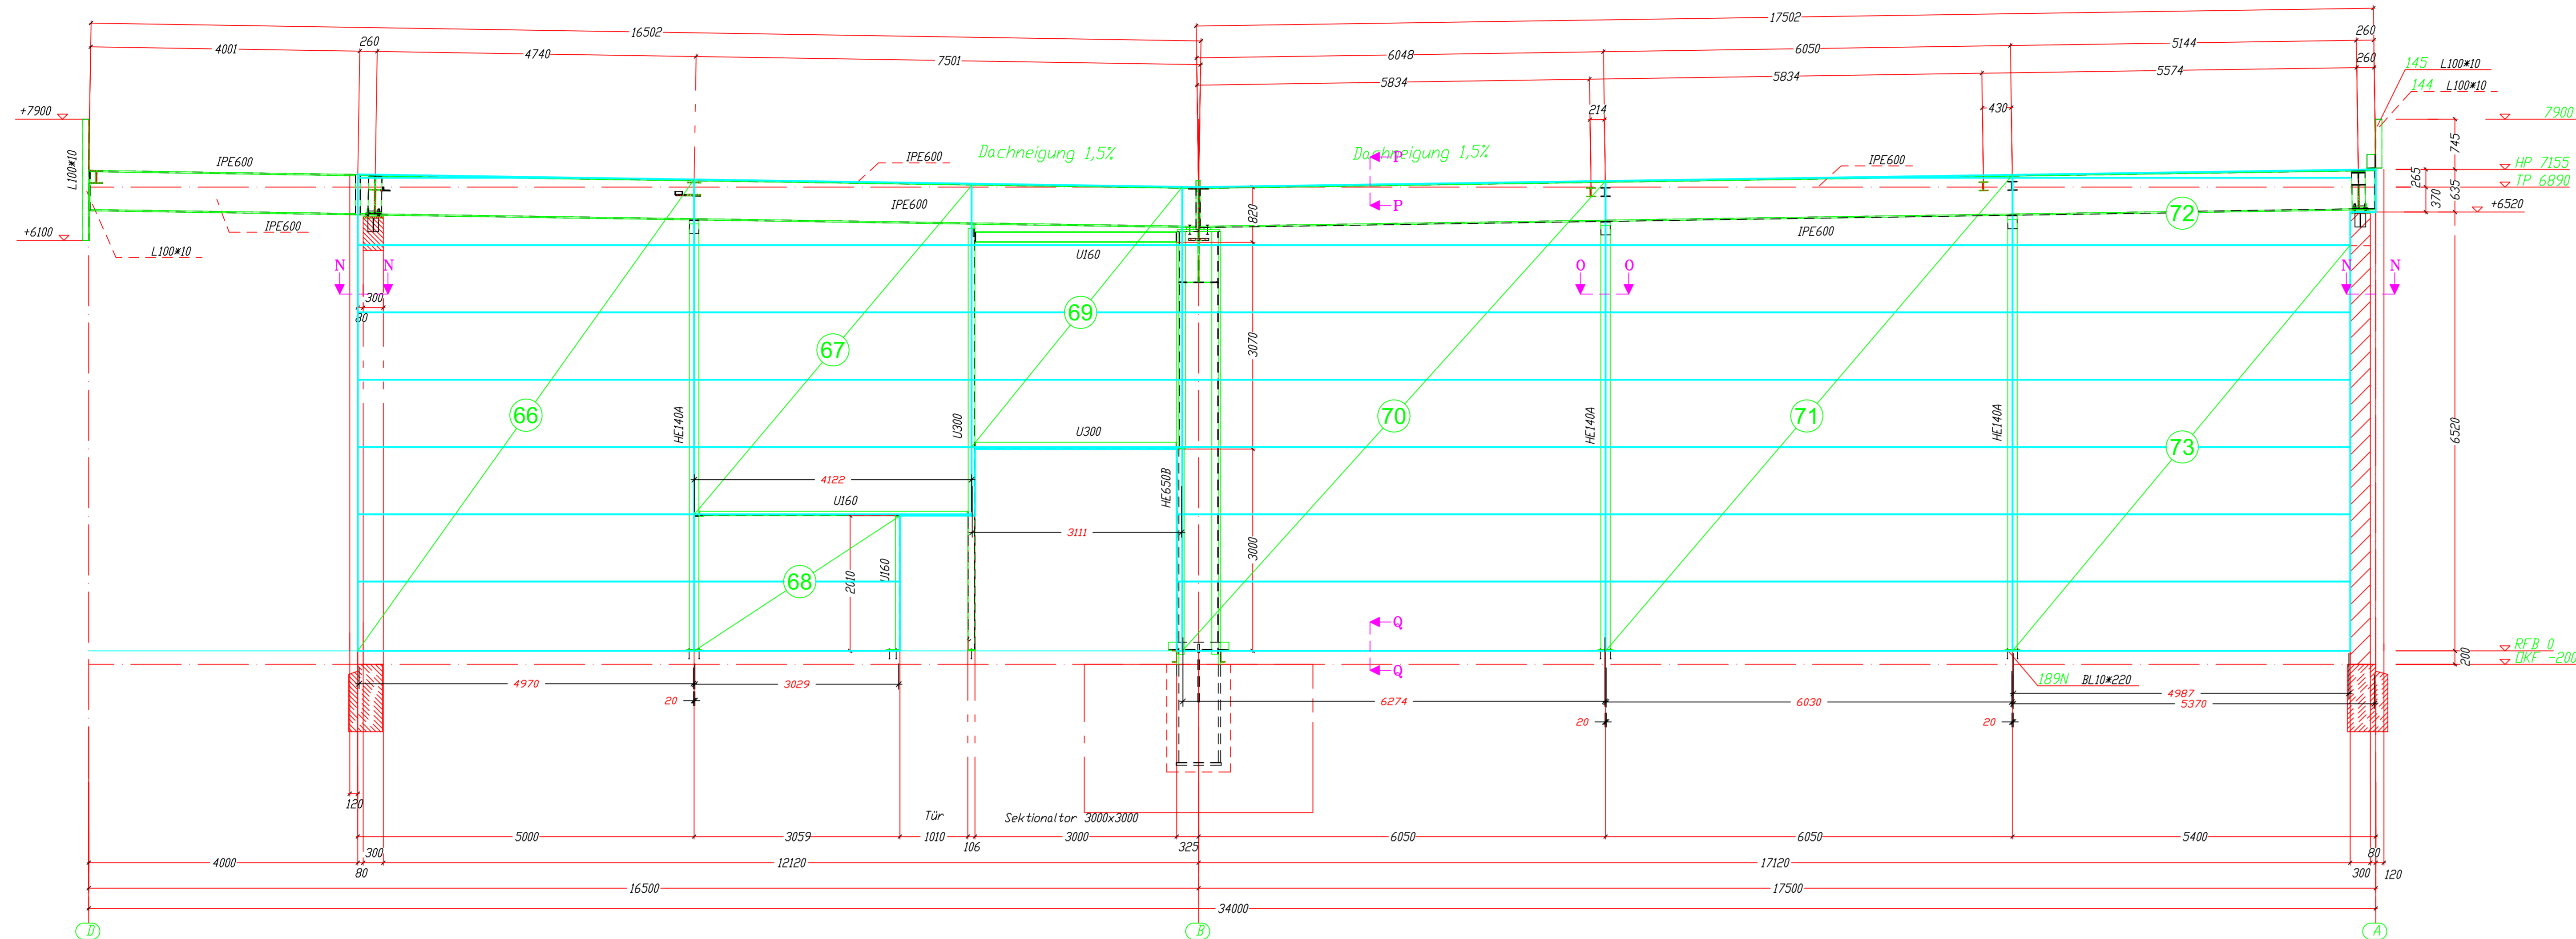 16502
17502
4001
260
4740
7501
6048
6050
5144
260
260
5834
5834
5574
214
430
145 L100*10
144 L100*10
+7900
7900
745
L100*10
IPE600
IPE600
Dachneigung 1,5%
Dachneigung 1,5%
IPE600
P
P
HP 7155
TP 6890
265
370
635
+6520
72
+6100
IPE600
L100*10
IPE600
820
IPE600
U160
N
N
O
O
N
N
300
80
69
67
3070
66
HE140A
U300
U300
70
HE140A
71
HE140A
73
6520
4122
U160
HE650B
3111
3000
68
2010
U160
Q
Q
RFB 0
OKF -200
200
189N BL10*220
4970
3029
20
6274
6030
4987
5370
20
20
120
Tür
Sektionaltor 3000x3000
5000
3059
1010
3000
6050
6050
5400
106
325
4000
300
12120
17120
80
80
300
120
16500
17500
34000
D
B
A